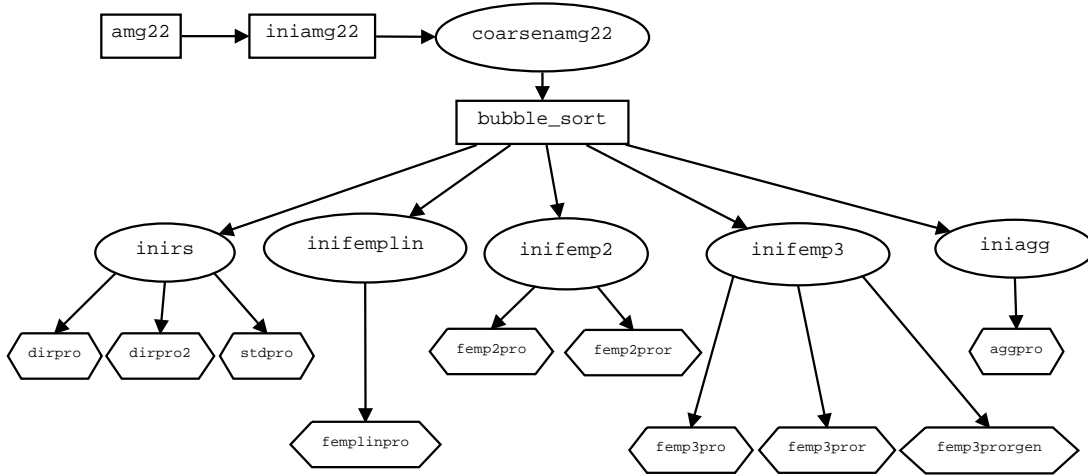 amg22
iniamg22
coarsenamg22
bubble_sort
inirs
inifemplin
inifemp2
inifemp3
iniagg
dirpro
dirpro2
stdpro
femp2pro
femp2pror
aggpro
femplinpro
femp3pro
femp3pror
femp3prorgen